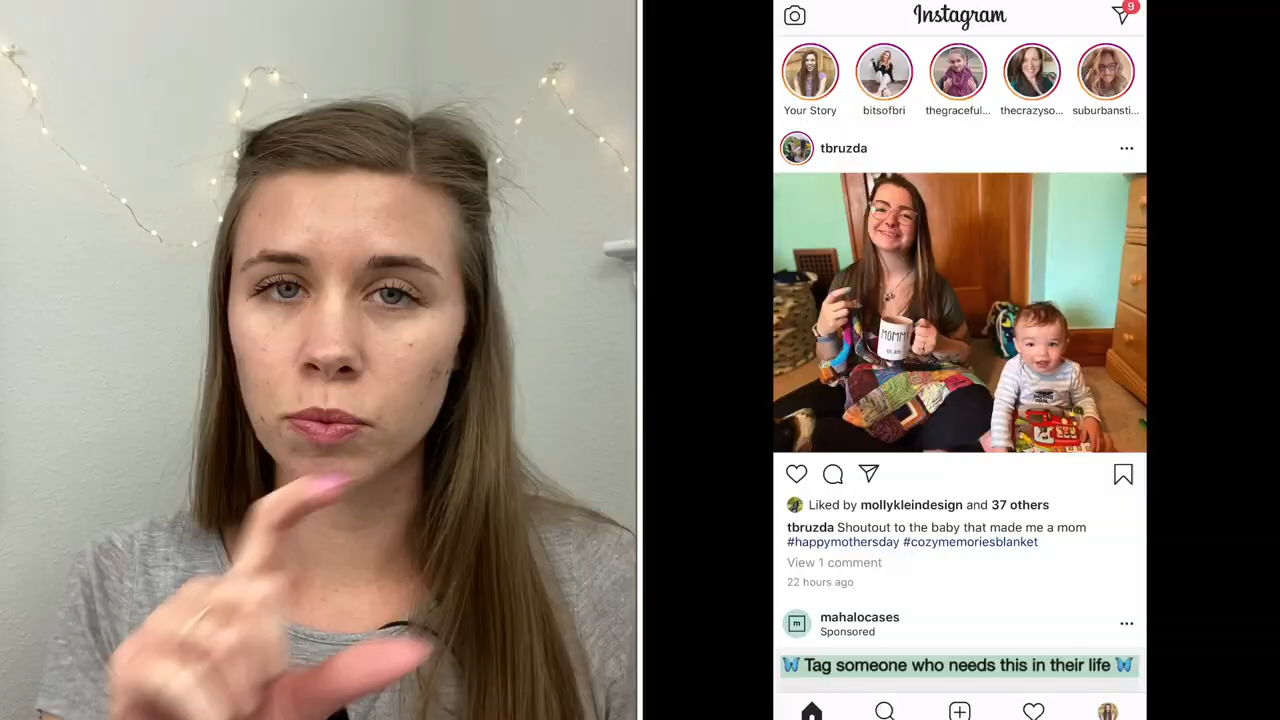 Instagram
9
Your Story
bitsofbri
thegraceful...
thecrazyso...
suburbansti...
tbruzda
MOMMY
Liked by mollykleindesign and 37 others
tbruzda Shoutout to the baby that made me a mom
#happymothersday #cozymemoriesblanket
View 1 comment
22 hours ago
m
mahalocases
Sponsored
🦋 Tag someone who needs this in their life 🦋